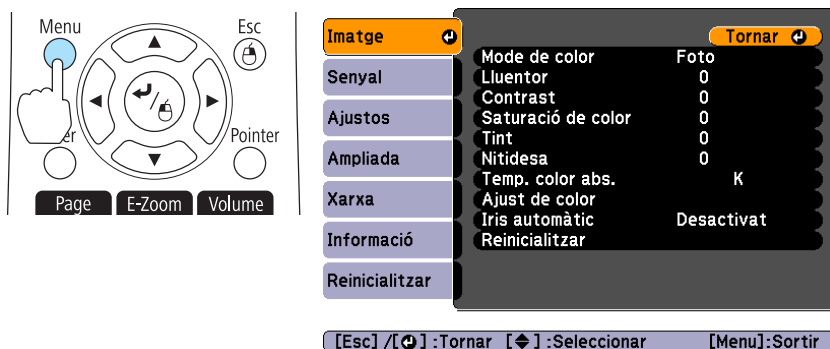 Menu
Esc
er
Pointer
Page E-Zoom Volume
Imatge
Senyal
Ajustos
Ampliada
Xarxa
Informació
Reinicialitzar
Tornar
Mode de color Foto
Lluentor 0
Contrast 0
Saturació de color 0
Tint 0
Nitidesa 0
Temp. color abs. K
Ajust de color
Iris automàtic Desactivat
Reinicialitzar
[Esc] /[ ] :Tornar [ ] :Seleccionar [Menu]:Sortir